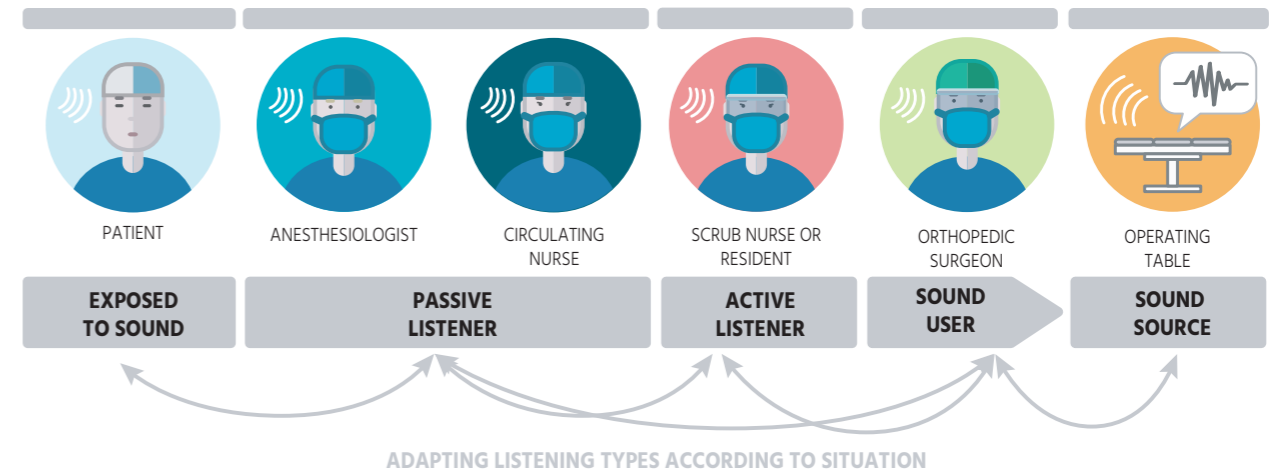 PATIENT
ANESTHESIOLOGIST
CIRCULATING
NURSE
SCRUB NURSE OR
RESIDENT
ORTHOPEDIC
SURGEON
OPERATING
TABLE
EXPOSED
TO SOUND
PASSIVE
LISTENER
ACTIVE
LISTENER
SOUND
USER
SOUND
SOURCE
ADAPTING LISTENING TYPES ACCORDING TO SITUATION